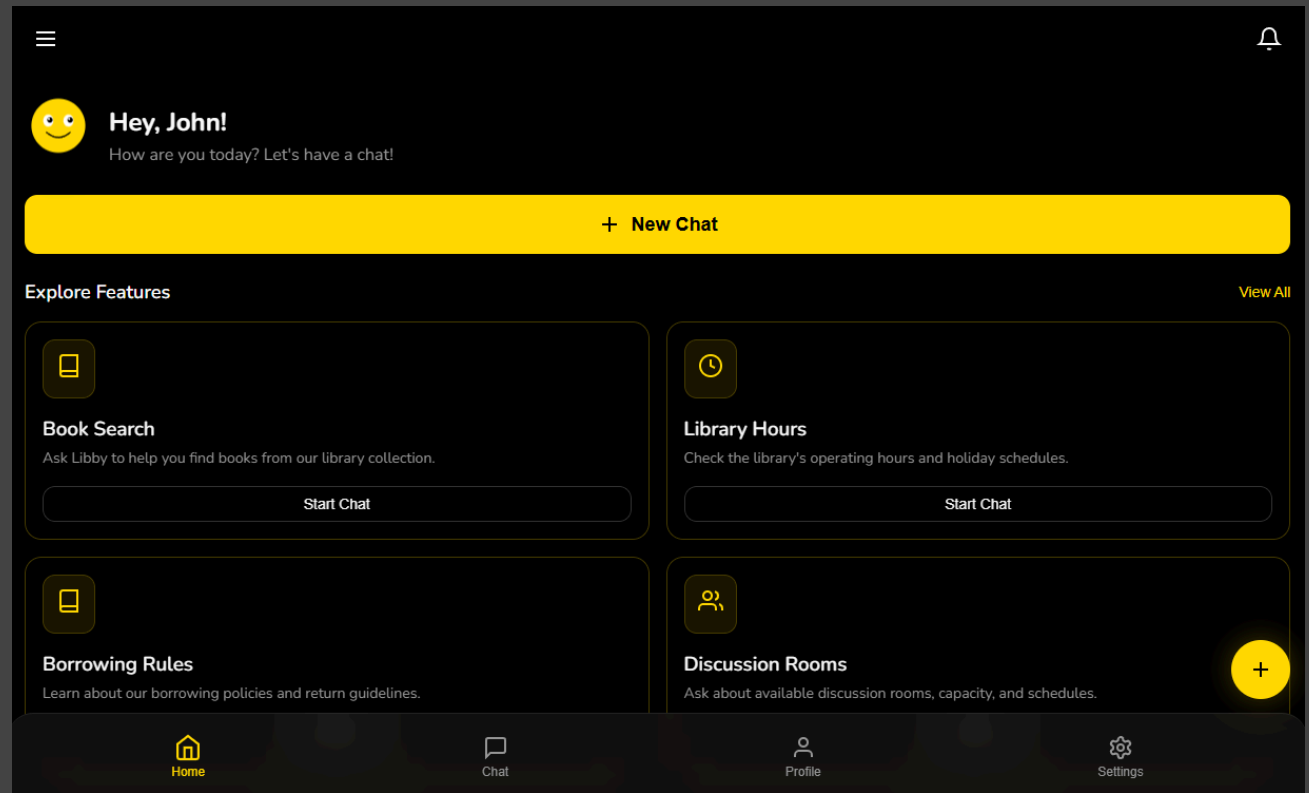 Hey, John!
How are you today? Let's have a chat!
+ New Chat
Explore Features
View All
Book Search
Ask Libby to help you find books from our library collection.
Start Chat
Library Hours
Check the library's operating hours and holiday schedules.
Start Chat
Borrowing Rules
Learn about our borrowing policies and return guidelines.
Discussion Rooms
Ask about available discussion rooms, capacity, and schedules.
+
Home
Chat
Profile
Settings